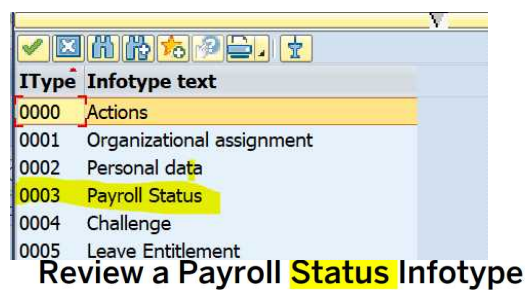 IType Infotype text
0000 Actions
0001 Organizational assignment
0002 Personal data
0003 Payroll Status
0004 Challenge
0005 Leave Entitlement
Review a Payroll Status Infotype